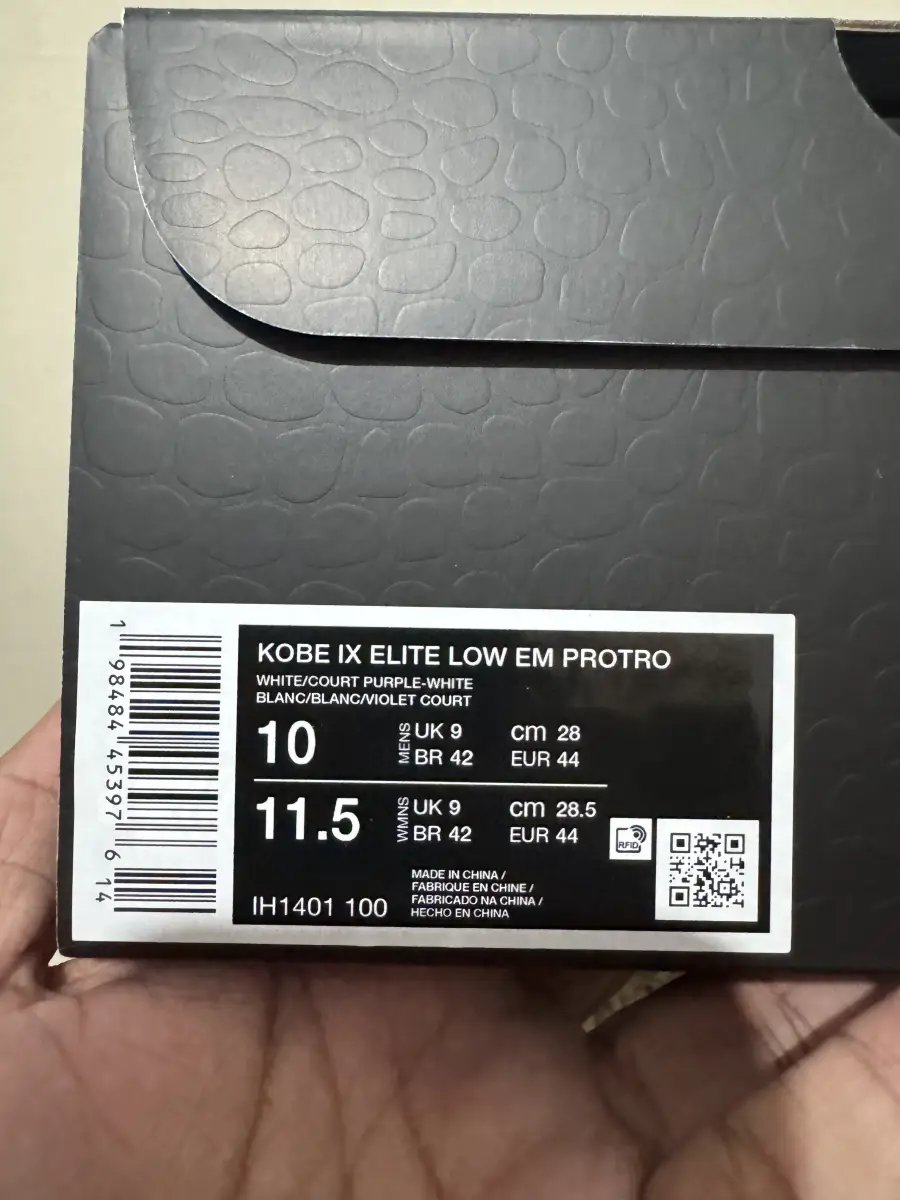 KOBE IX ELITE LOW EM PROTRO
WHITE/COURT PURPLE-WHITE
BLANC/BLANC/VIOLET COURT
10 MENS UK 9 cm 28
BR 42 EUR 44
11.5 WMNS UK 9 cm 28.5
BR 42 EUR 44
RFID
MADE IN CHINA /
FABRIQUE EN CHINE /
FABRICADO NA CHINA /
HECHO EN CHINA
IH1401 100
1 98484 45397 6 14